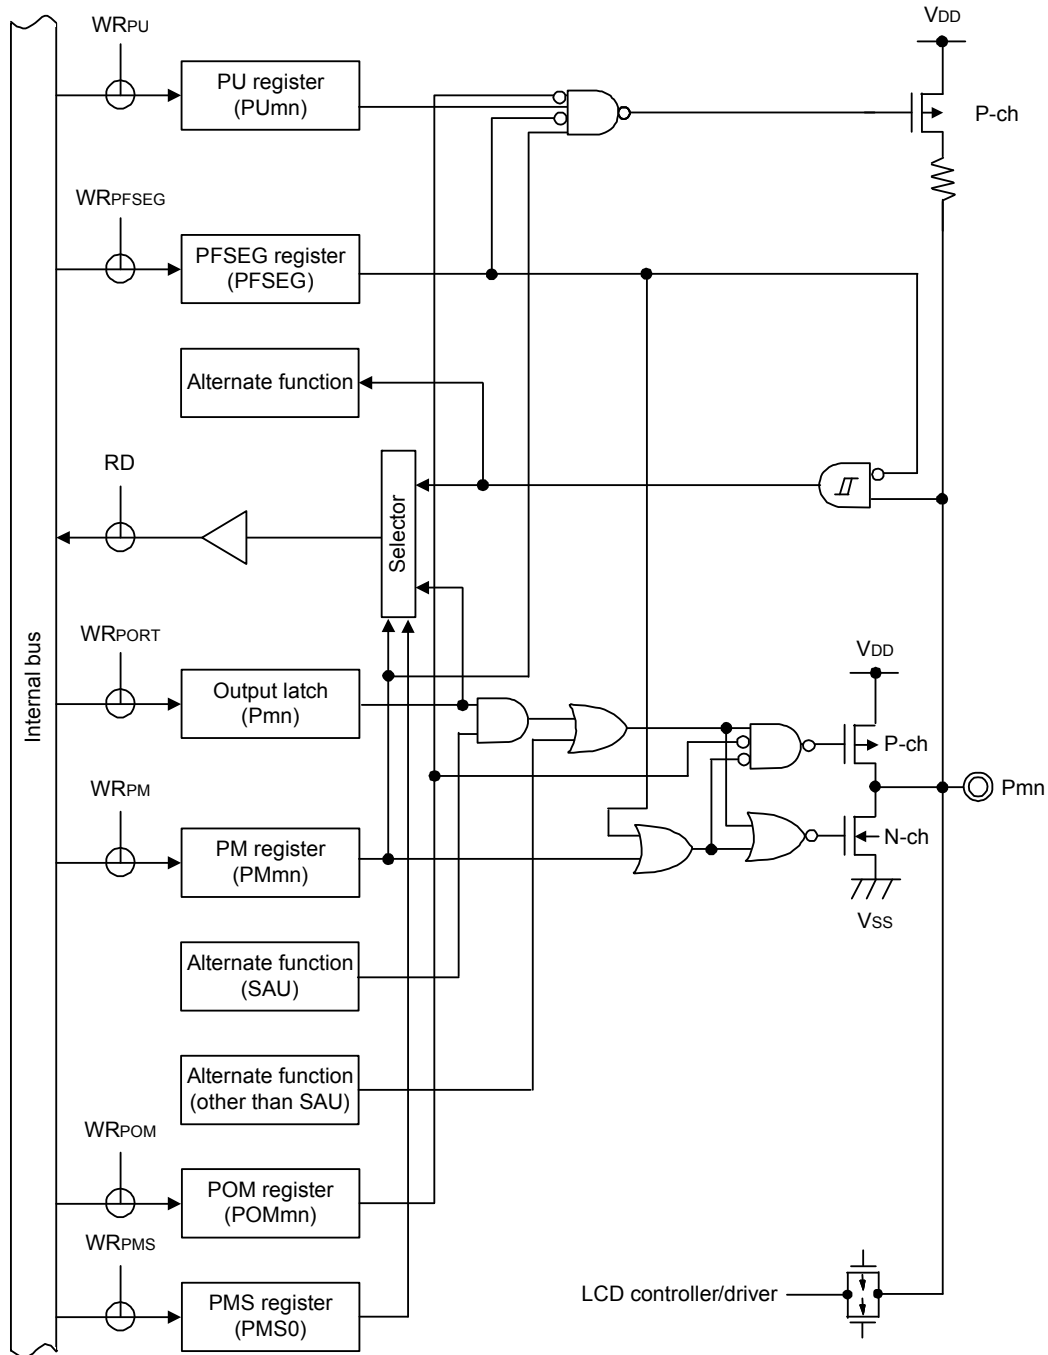 WRPU
VDD
PU register
(PUmn)
P-ch
WRPFSEG
PFSEG register
(PFSEG)
Alternate function
RD
Selector
Internal bus
WRPORT
Output latch
(Pmn)
VDD
P-ch
Pmn
WRPM
PM register
(PMmn)
N-ch
VSS
Alternate function
(SAU)
Alternate function
(other than SAU)
WRPOM
POM register
(POMmn)
WRPMS
PMS register
(PMS0)
LCD controller/driver